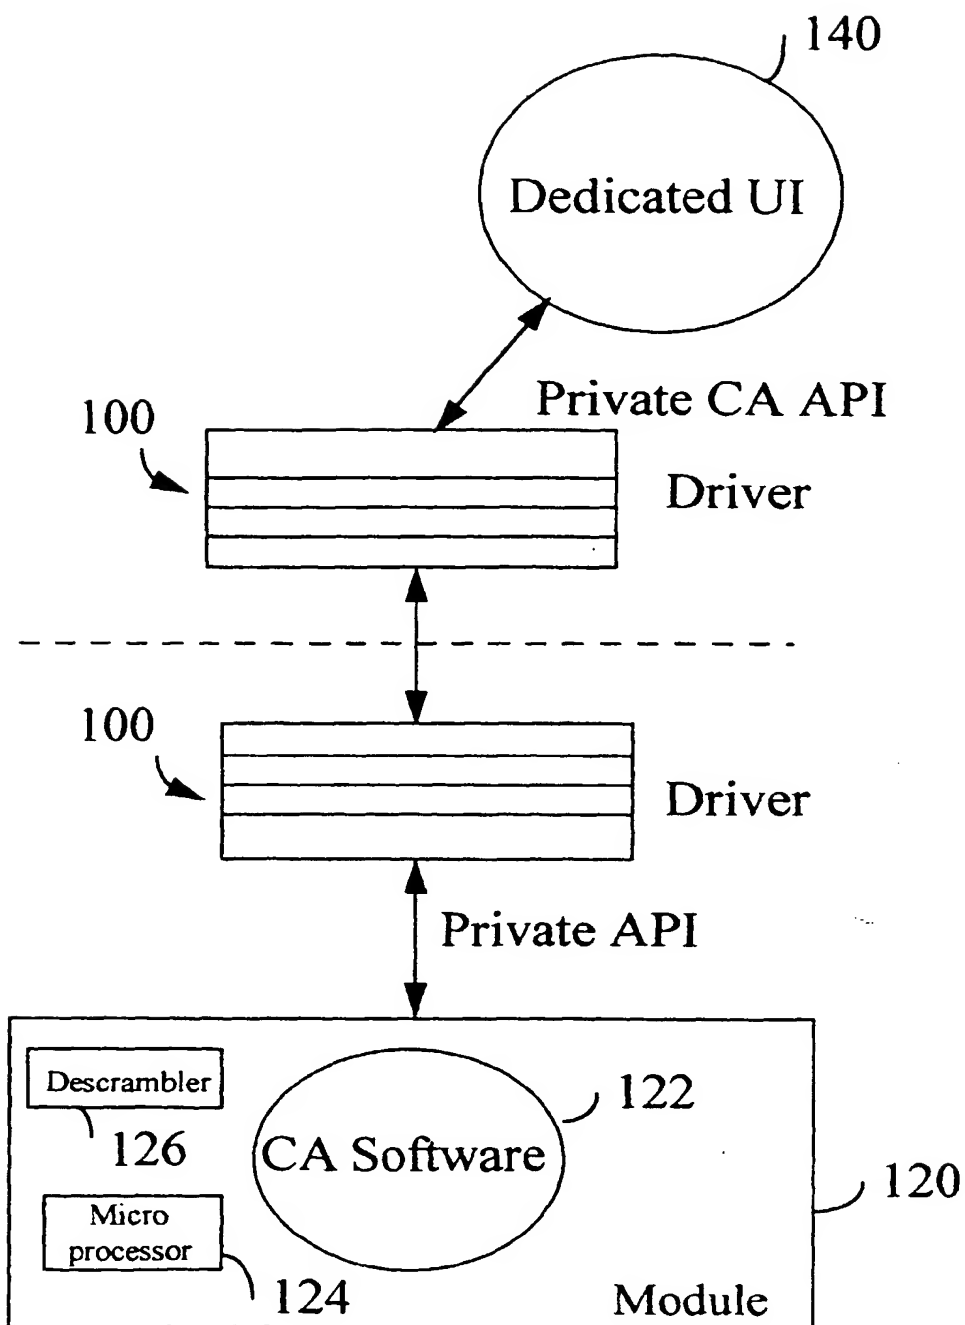 140
Dedicated UI
Private CA API
100
Driver
100
Driver
Private API
Descrambler
126
CA Software
122
120
Micro
processor
124
Module